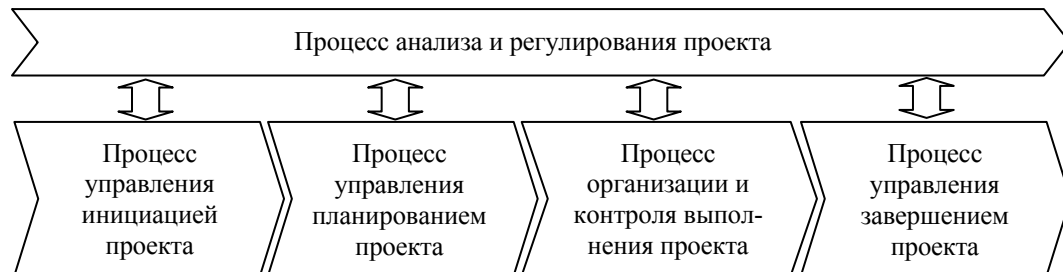 Процесс анализа и регулирования проекта
Процесс
управления
инициацией
проекта
Процесс
управления
планированием
проекта
Процесс
организации и
контроля выпол-
нения проекта
Процесс
управления
завершением
проекта